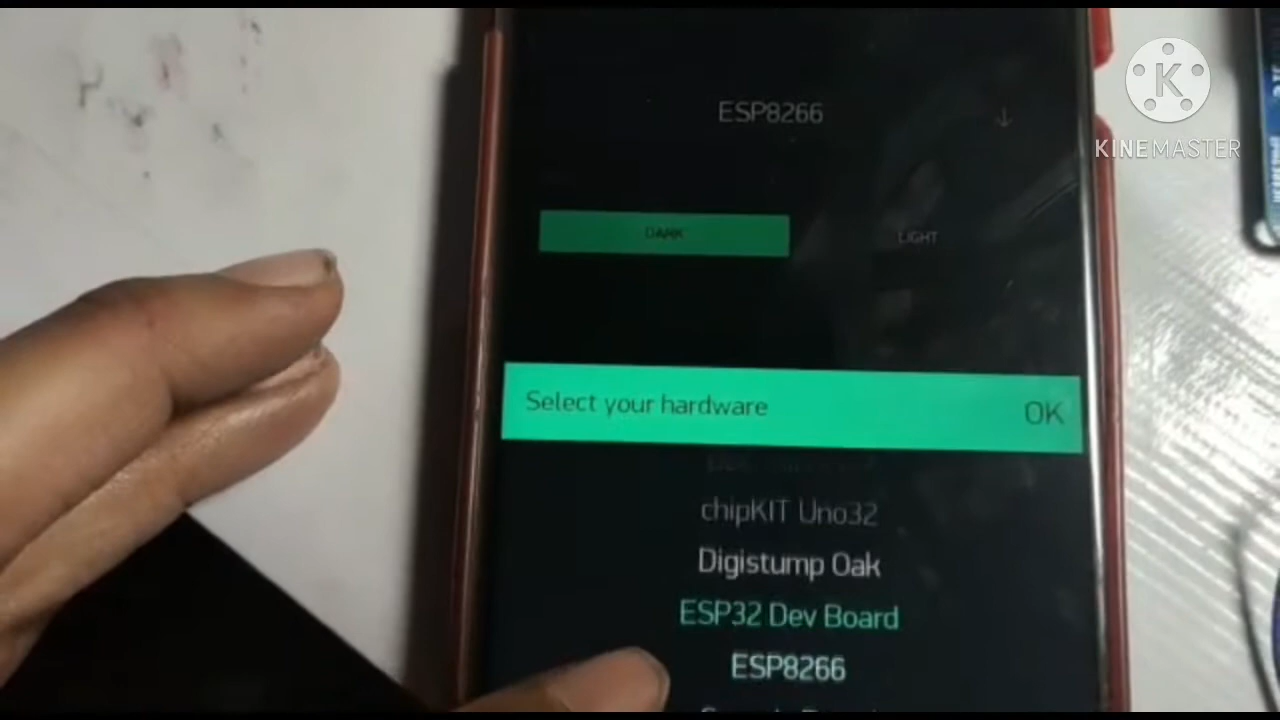 ESP8266
DARK
LIGHT
Select your hardware
OK
chipKIT Uno32
Digistump Oak
ESP32 Dev Board
ESP8266
K
KINEMASTER